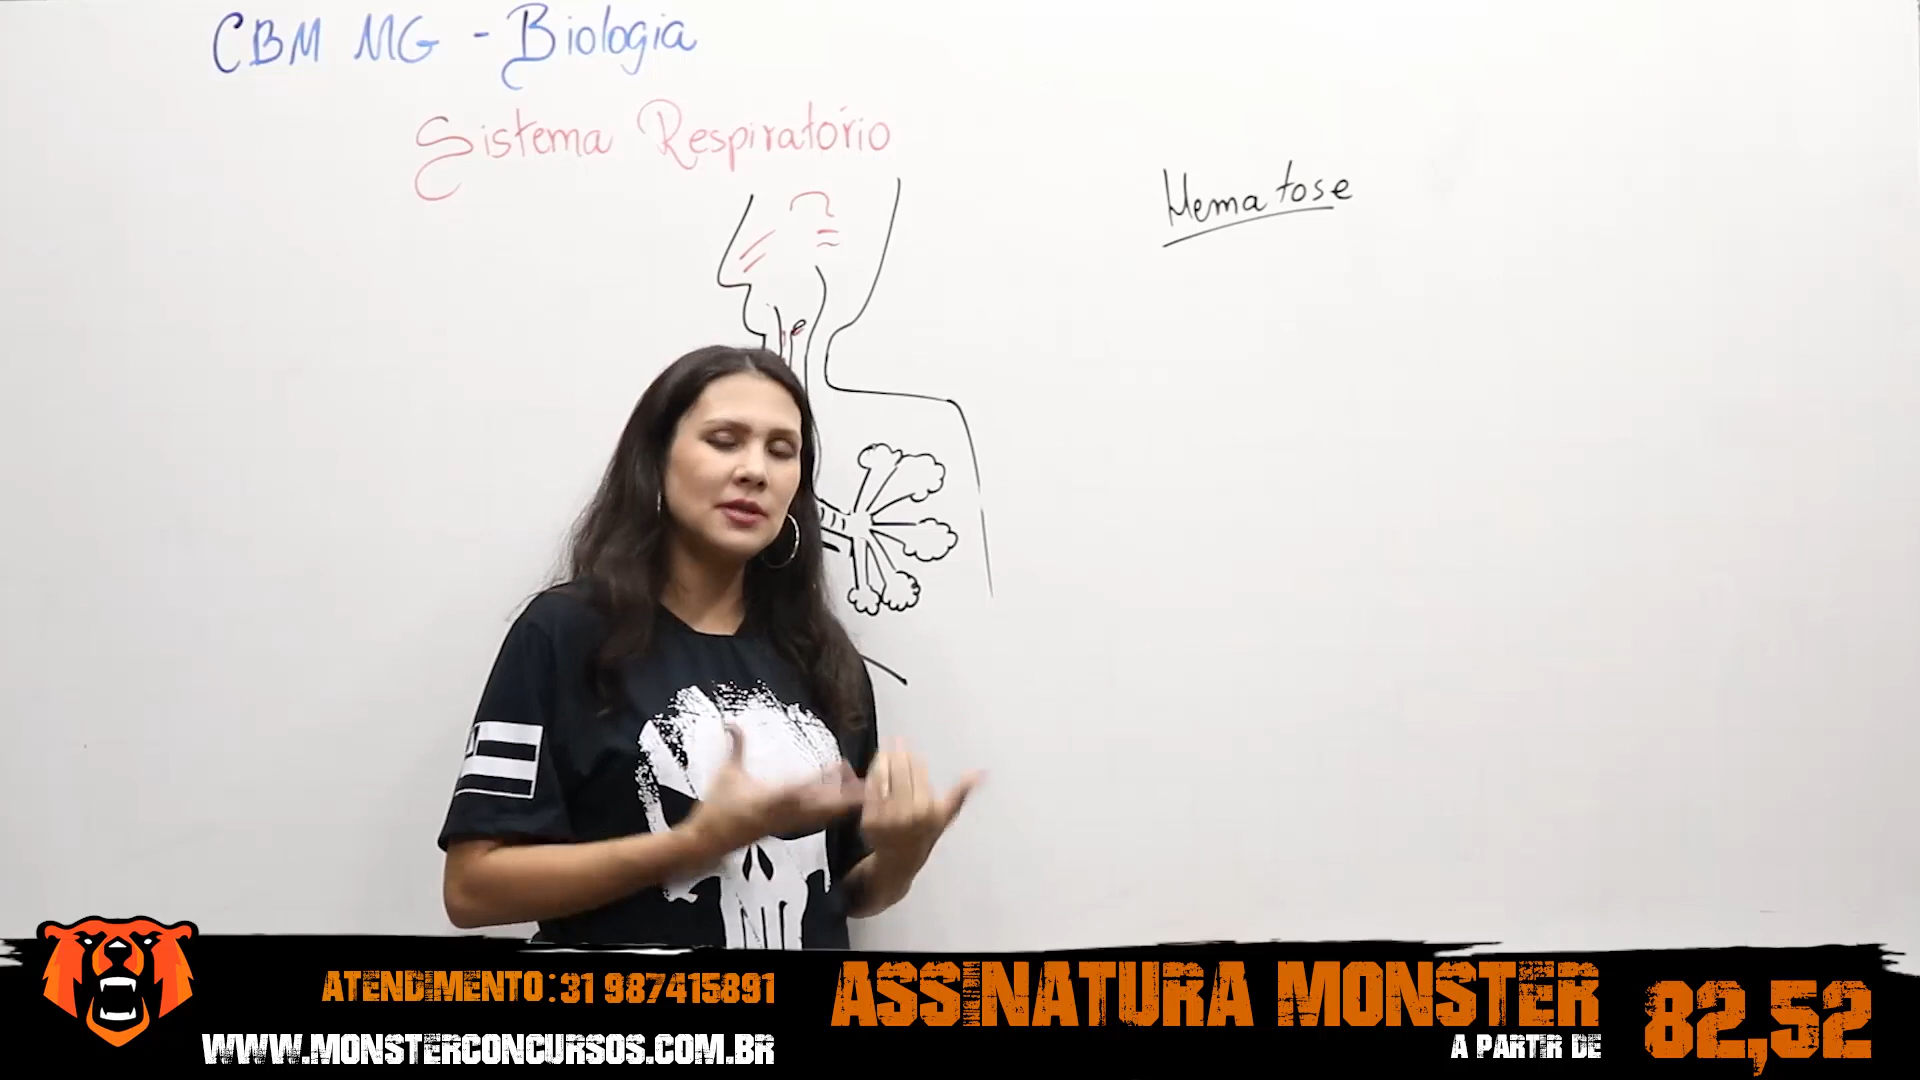 CBM MG - Biologia
Sistema Respiratório
Hematose
ATENDIMENTO: 31 987415891
WWW.MONSTERCONCURSOS.COM.BR
ASSINATURA MONSTER
A PARTIR DE
82,52